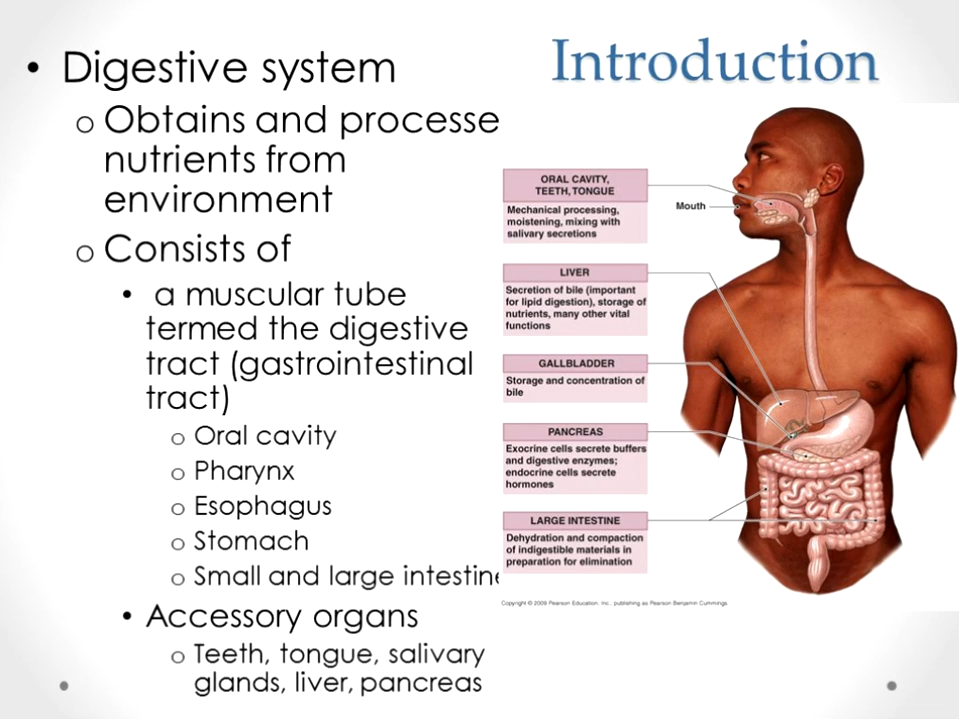 Introduction
• Digestive system
o Obtains and processe
nutrients from
environment
o Consists of
• a muscular tube
termed the digestive
tract (gastrointestinal
tract)
o Oral cavity
o Pharynx
o Esophagus
o Stomach
o Small and large intestine
• Accessory organs
o Teeth, tongue, salivary
glands, liver, pancreas
ORAL CAVITY,
TEETH, TONGUE
Mechanical processing,
moistening, mixing with
salivary secretions
Mouth
LIVER
Secretion of bile (important
for lipid digestion), storage of
nutrients, many other vital
functions
GALLBLADDER
Storage and concentration of
bile
PANCREAS
Exocrine cells secrete buffers
and digestive enzymes;
endocrine cells secrete
hormones
LARGE INTESTINE
Dehydration and compaction
of indigestible materials in
preparation for elimination
Copyright © 2009 Pearson Education, Inc., publishing as Pearson Benjamin Cummings.